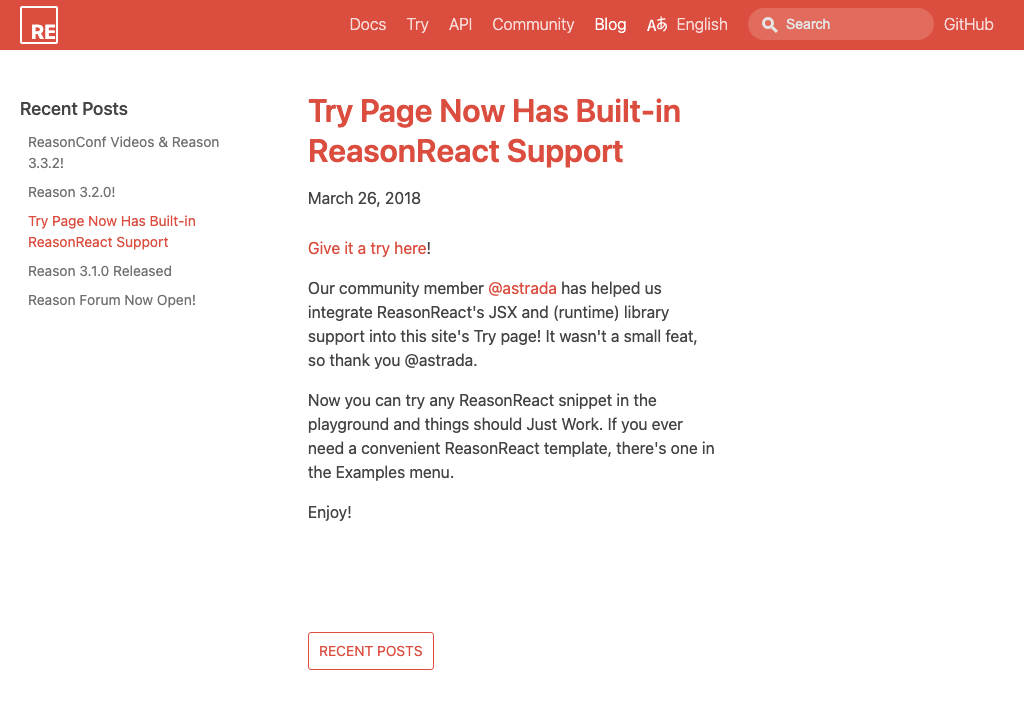 RE
Docs Try API Community Blog Aあ English Search GitHub
Recent Posts
ReasonConf Videos & Reason
3.3.2!
Reason 3.2.0!
Try Page Now Has Built-in
ReasonReact Support
Reason 3.1.0 Released
Reason Forum Now Open!
Try Page Now Has Built-in
ReasonReact Support
March 26, 2018
Give it a try here!
Our community member @astrada has helped us
integrate ReasonReact's JSX and (runtime) library
support into this site's Try page! It wasn't a small feat,
so thank you @astrada.
Now you can try any ReasonReact snippet in the
playground and things should Just Work. If you ever
need a convenient ReasonReact template, there's one in
the Examples menu.
Enjoy!
RECENT POSTS